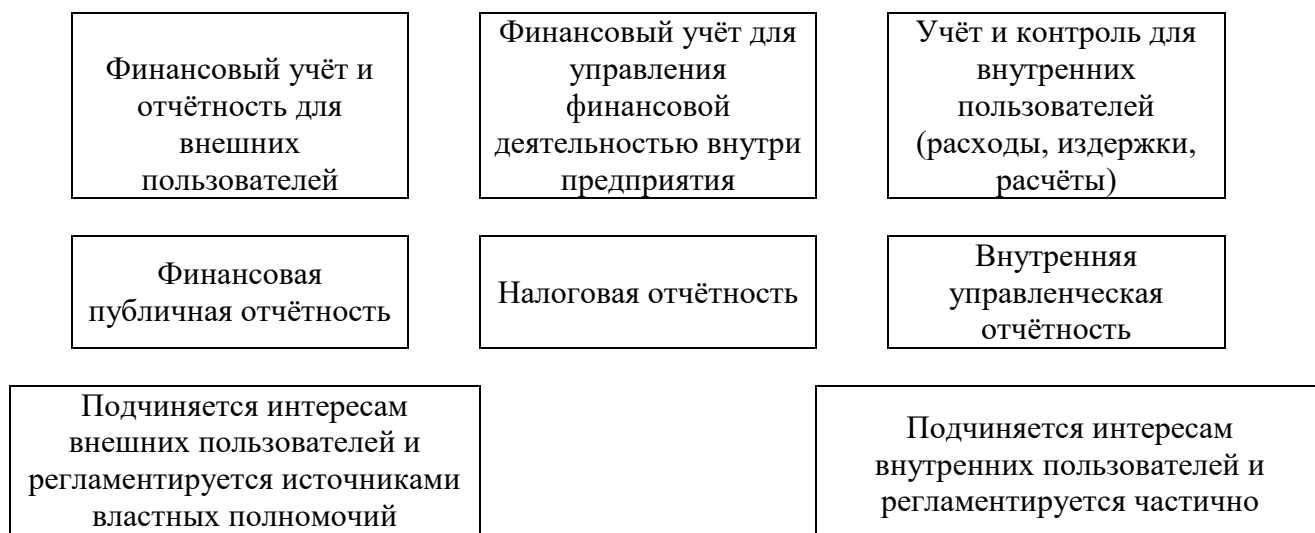 Финансовый учёт и
отчётность для
внешних
пользователей
Финансовый учёт для
управления
финансовой
деятельностью внутри
предприятия
Учёт и контроль для
внутренних
пользователей
(расходы, издержки,
расчёты)
Финансовая
публичная отчётность
Налоговая отчётность
Внутренняя
управленческая
отчётность
Подчиняется интересам
внешних пользователей и
регламентируется источниками
властных полномочий
Подчиняется интересам
внутренних пользователей и
регламентируется частично